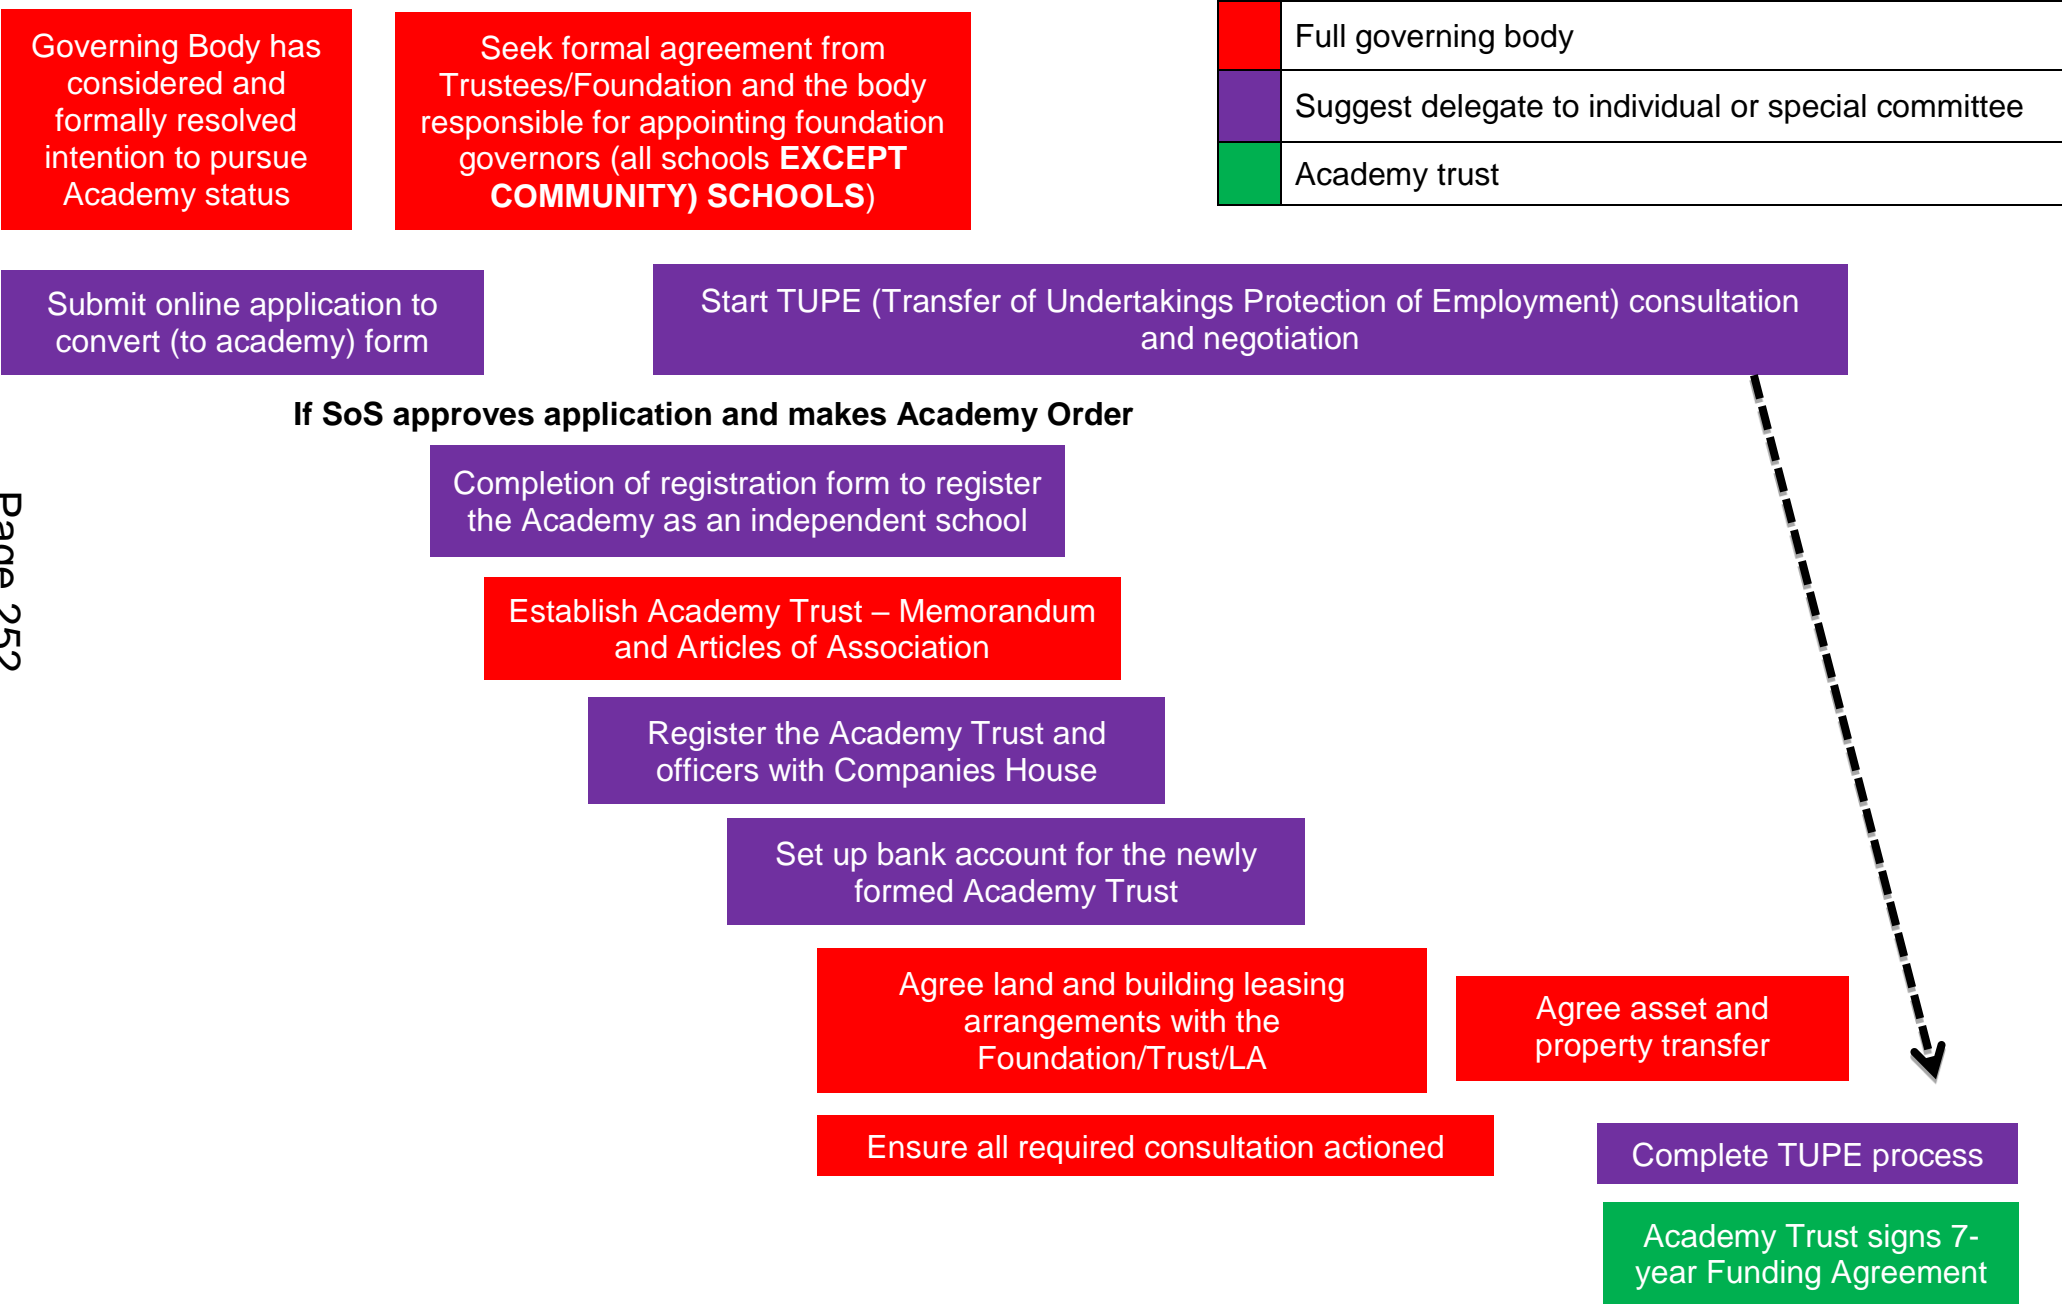 Governing Body has
considered and
formally resolved
intention to pursue
Academy status
Seek formal agreement from
Trustees/Foundation and the body
responsible for appointing foundation
governors (all schools EXCEPT
COMMUNITY) SCHOOLS)
Full governing body
Suggest delegate to individual or special committee
Academy trust
Submit online application to
convert (to academy) form
Start TUPE (Transfer of Undertakings Protection of Employment) consultation
and negotiation
If SoS approves application and makes Academy Order
Completion of registration form to register
the Academy as an independent school
Page 252
Establish Academy Trust – Memorandum
and Articles of Association
Register the Academy Trust and
officers with Companies House
Set up bank account for the newly
formed Academy Trust
Agree land and building leasing
arrangements with the
Foundation/Trust/LA
Agree asset and
property transfer
Ensure all required consultation actioned
Complete TUPE process
Academy Trust signs 7-
year Funding Agreement